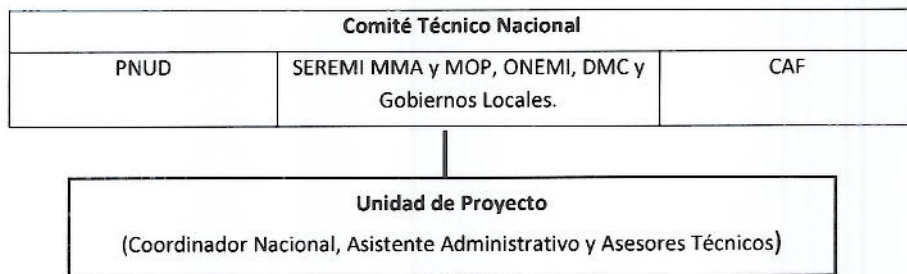 Comité Técnico Nacional
PNUD
SEREMI MMA y MOP, ONEMI, DMC y
Gobiernos Locales.
CAF
Unidad de Proyecto
(Coordinador Nacional, Asistente Administrativo y Asesores Técnicos)